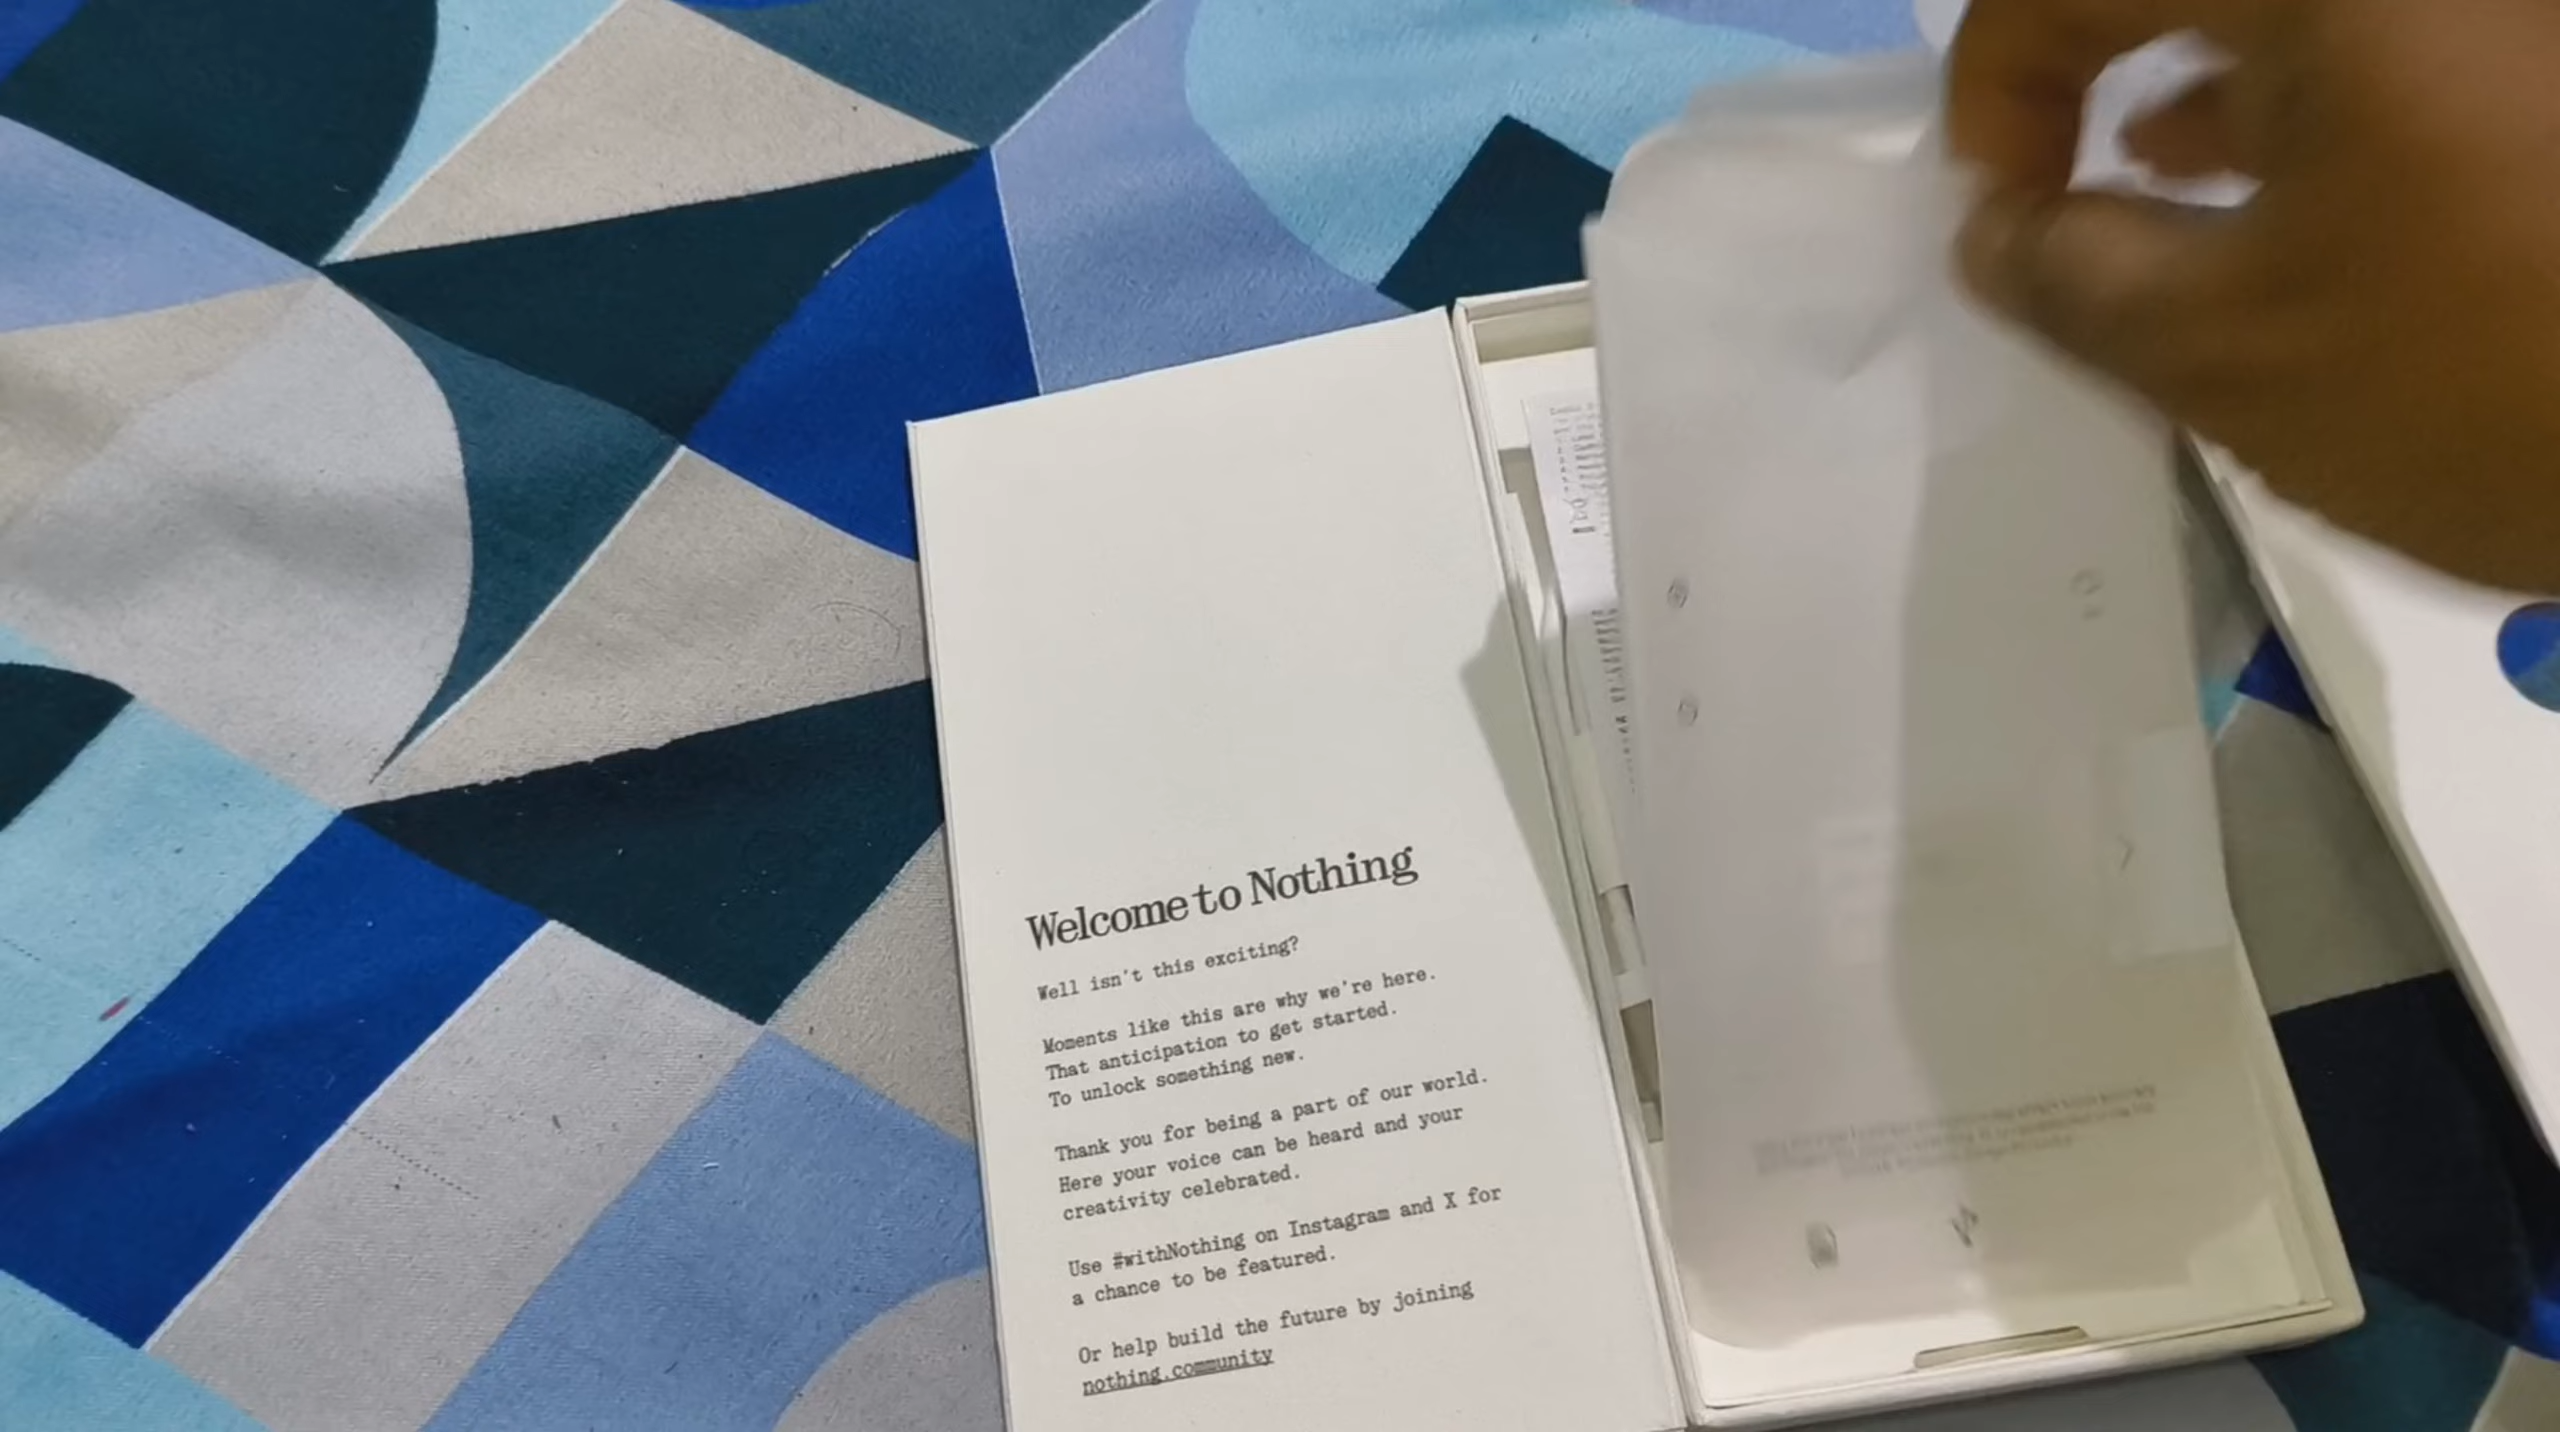 Welcome to Nothing
Well isn't this exciting?
Moments like this are why we're here.
That anticipation to get started.
To unlock something new.
Thank you for being a part of our world.
Here your voice can be heard and your
creativity celebrated.
Use #withNothing on Instagram and X for
a chance to be featured.
Or help build the future by joining
nothing.community